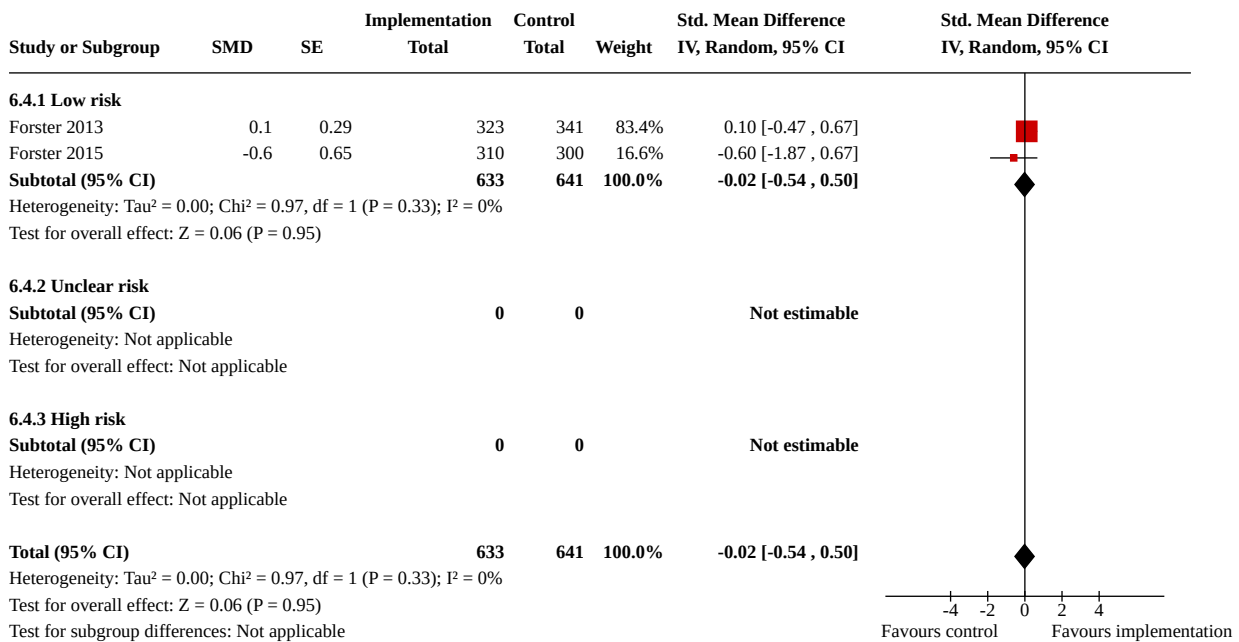 Implementation Control Std. Mean Difference Std. Mean Difference
Study or Subgroup SMD SE Total Total Weight IV, Random, 95% CI IV, Random, 95% CI
6.4.1 Low risk
Forster 2013 0.1 0.29 323 341 83.4% 0.10 [-0.47 , 0.67]
Forster 2015 -0.6 0.65 310 300 16.6% -0.60 [-1.87 , 0.67]
Subtotal (95% CI) 633 641 100.0% -0.02 [-0.54 , 0.50]
Heterogeneity: Tau² = 0.00; Chi² = 0.97, df = 1 (P = 0.33); I² = 0%
Test for overall effect: Z = 0.06 (P = 0.95)
6.4.2 Unclear risk
Subtotal (95% CI) 0 0 Not estimable
Heterogeneity: Not applicable
Test for overall effect: Not applicable
6.4.3 High risk
Subtotal (95% CI) 0 0 Not estimable
Heterogeneity: Not applicable
Test for overall effect: Not applicable
Total (95% CI) 633 641 100.0% -0.02 [-0.54 , 0.50]
Heterogeneity: Tau² = 0.00; Chi² = 0.97, df = 1 (P = 0.33); I² = 0%
Test for overall effect: Z = 0.06 (P = 0.95) -4 -2 0 2 4
Test for subgroup differences: Not applicable Favours control Favours implementation